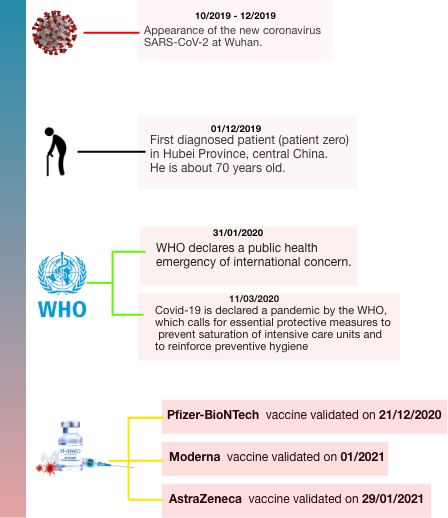 10/2019 - 12/2019
Appearance of the new coronavirus
SARS-CoV-2 at Wuhan.
01/12/2019
First diagnosed patient (patient zero)
in Hubei Province, central China.
He is about 70 years old.
31/01/2020
WHO declares a public health
emergency of international concern.
WHO
11/03/2020
Covid-19 is declared a pandemic by the WHO,
which calls for essential protective measures to
prevent saturation of intensive care units and
to reinforce preventive hygiene
Pfizer-BioNTech vaccine validated on 21/12/2020
Moderna vaccine validated on 01/2021
AstraZeneca vaccine validated on 29/01/2021